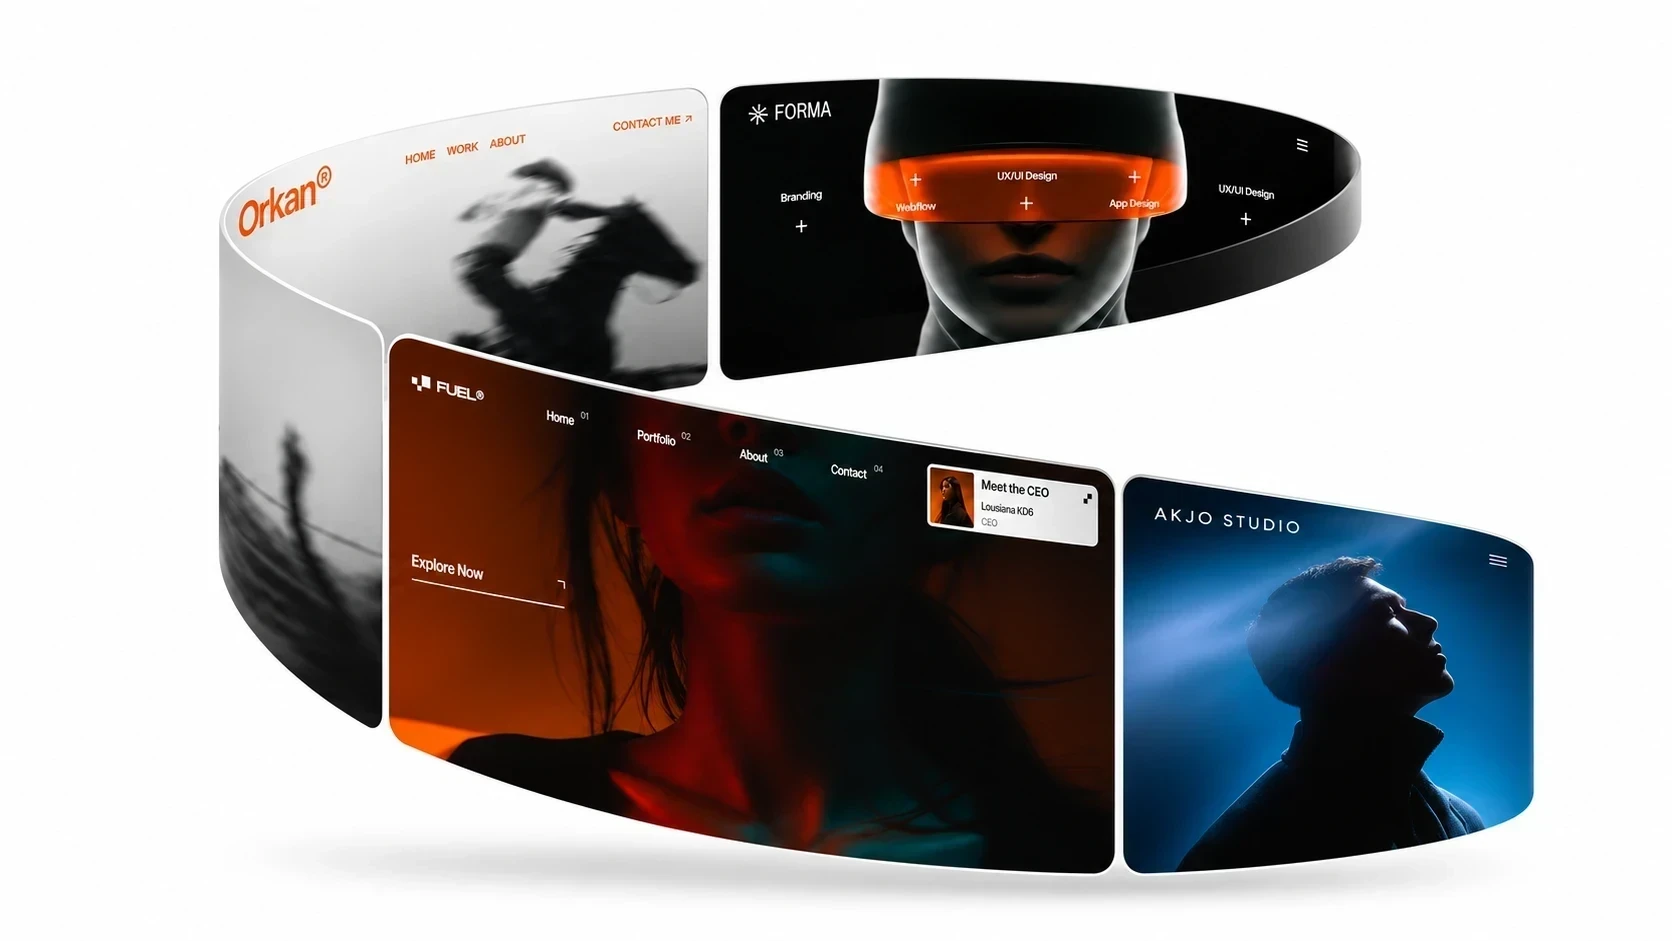 Orkan®
HOME WORK ABOUT
CONTACT ME
FORMA
Branding
Webflow
UX/UI Design
App Design
UX/UI Design
FUEL®
Home 01
Portfolio 02
About 03
Contact 04
Meet the CEO
Lousiana KD6
CEO
Explore Now
AKJO STUDIO